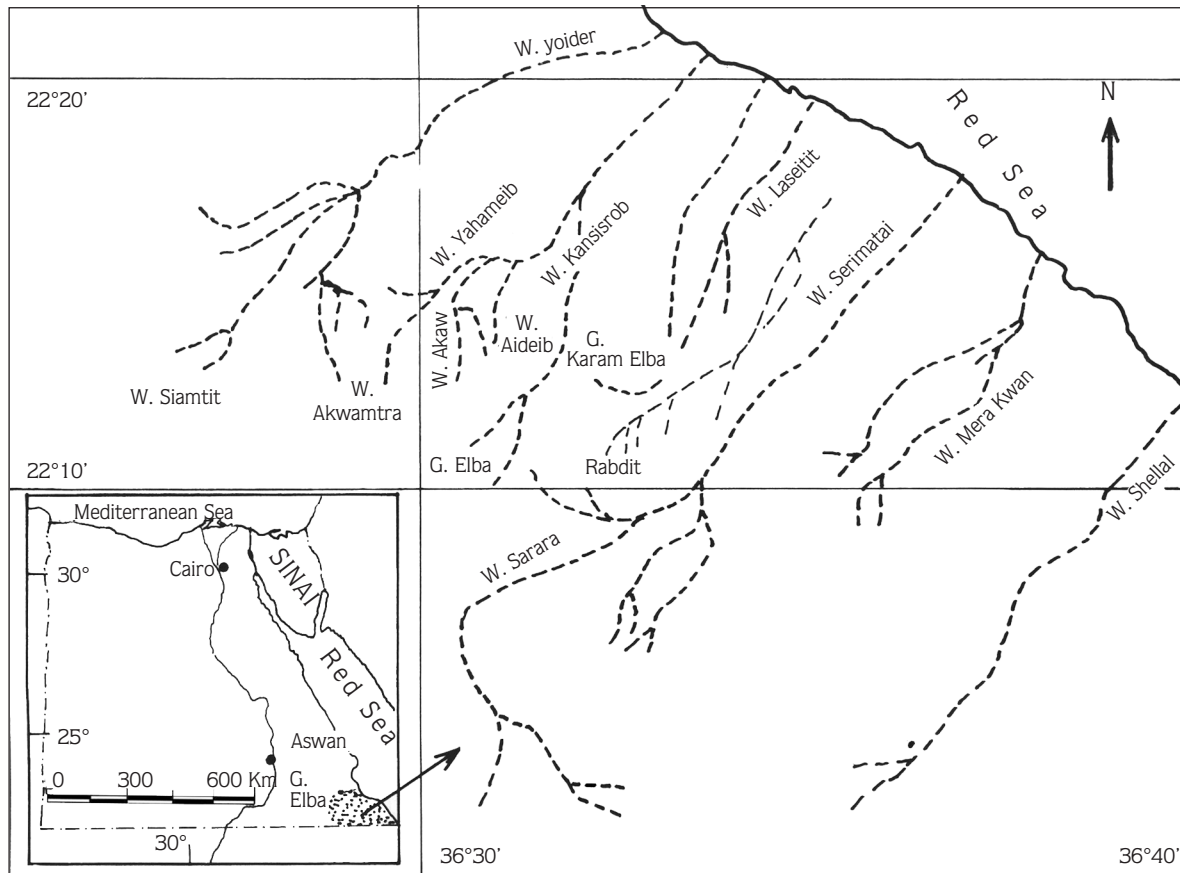 W. yoider
22°20'
Red Sea
N
W. Laseitit
W. Yahameib
W. Kansisrob
W. Serimatai
W. Akaw
W.
Aideib
G.
Karam Elba
W. Siamtit
W.
Akwamtra
W. Mera Kwan
G. Elba
Rabdit
22°10'
W. Shellal
W. Sarara
Mediterranean Sea
Cairo
30°
SINAI
Red Sea
25°
Aswan
0 300 600 Km
G.
Elba
30°
36°30'
36°40'